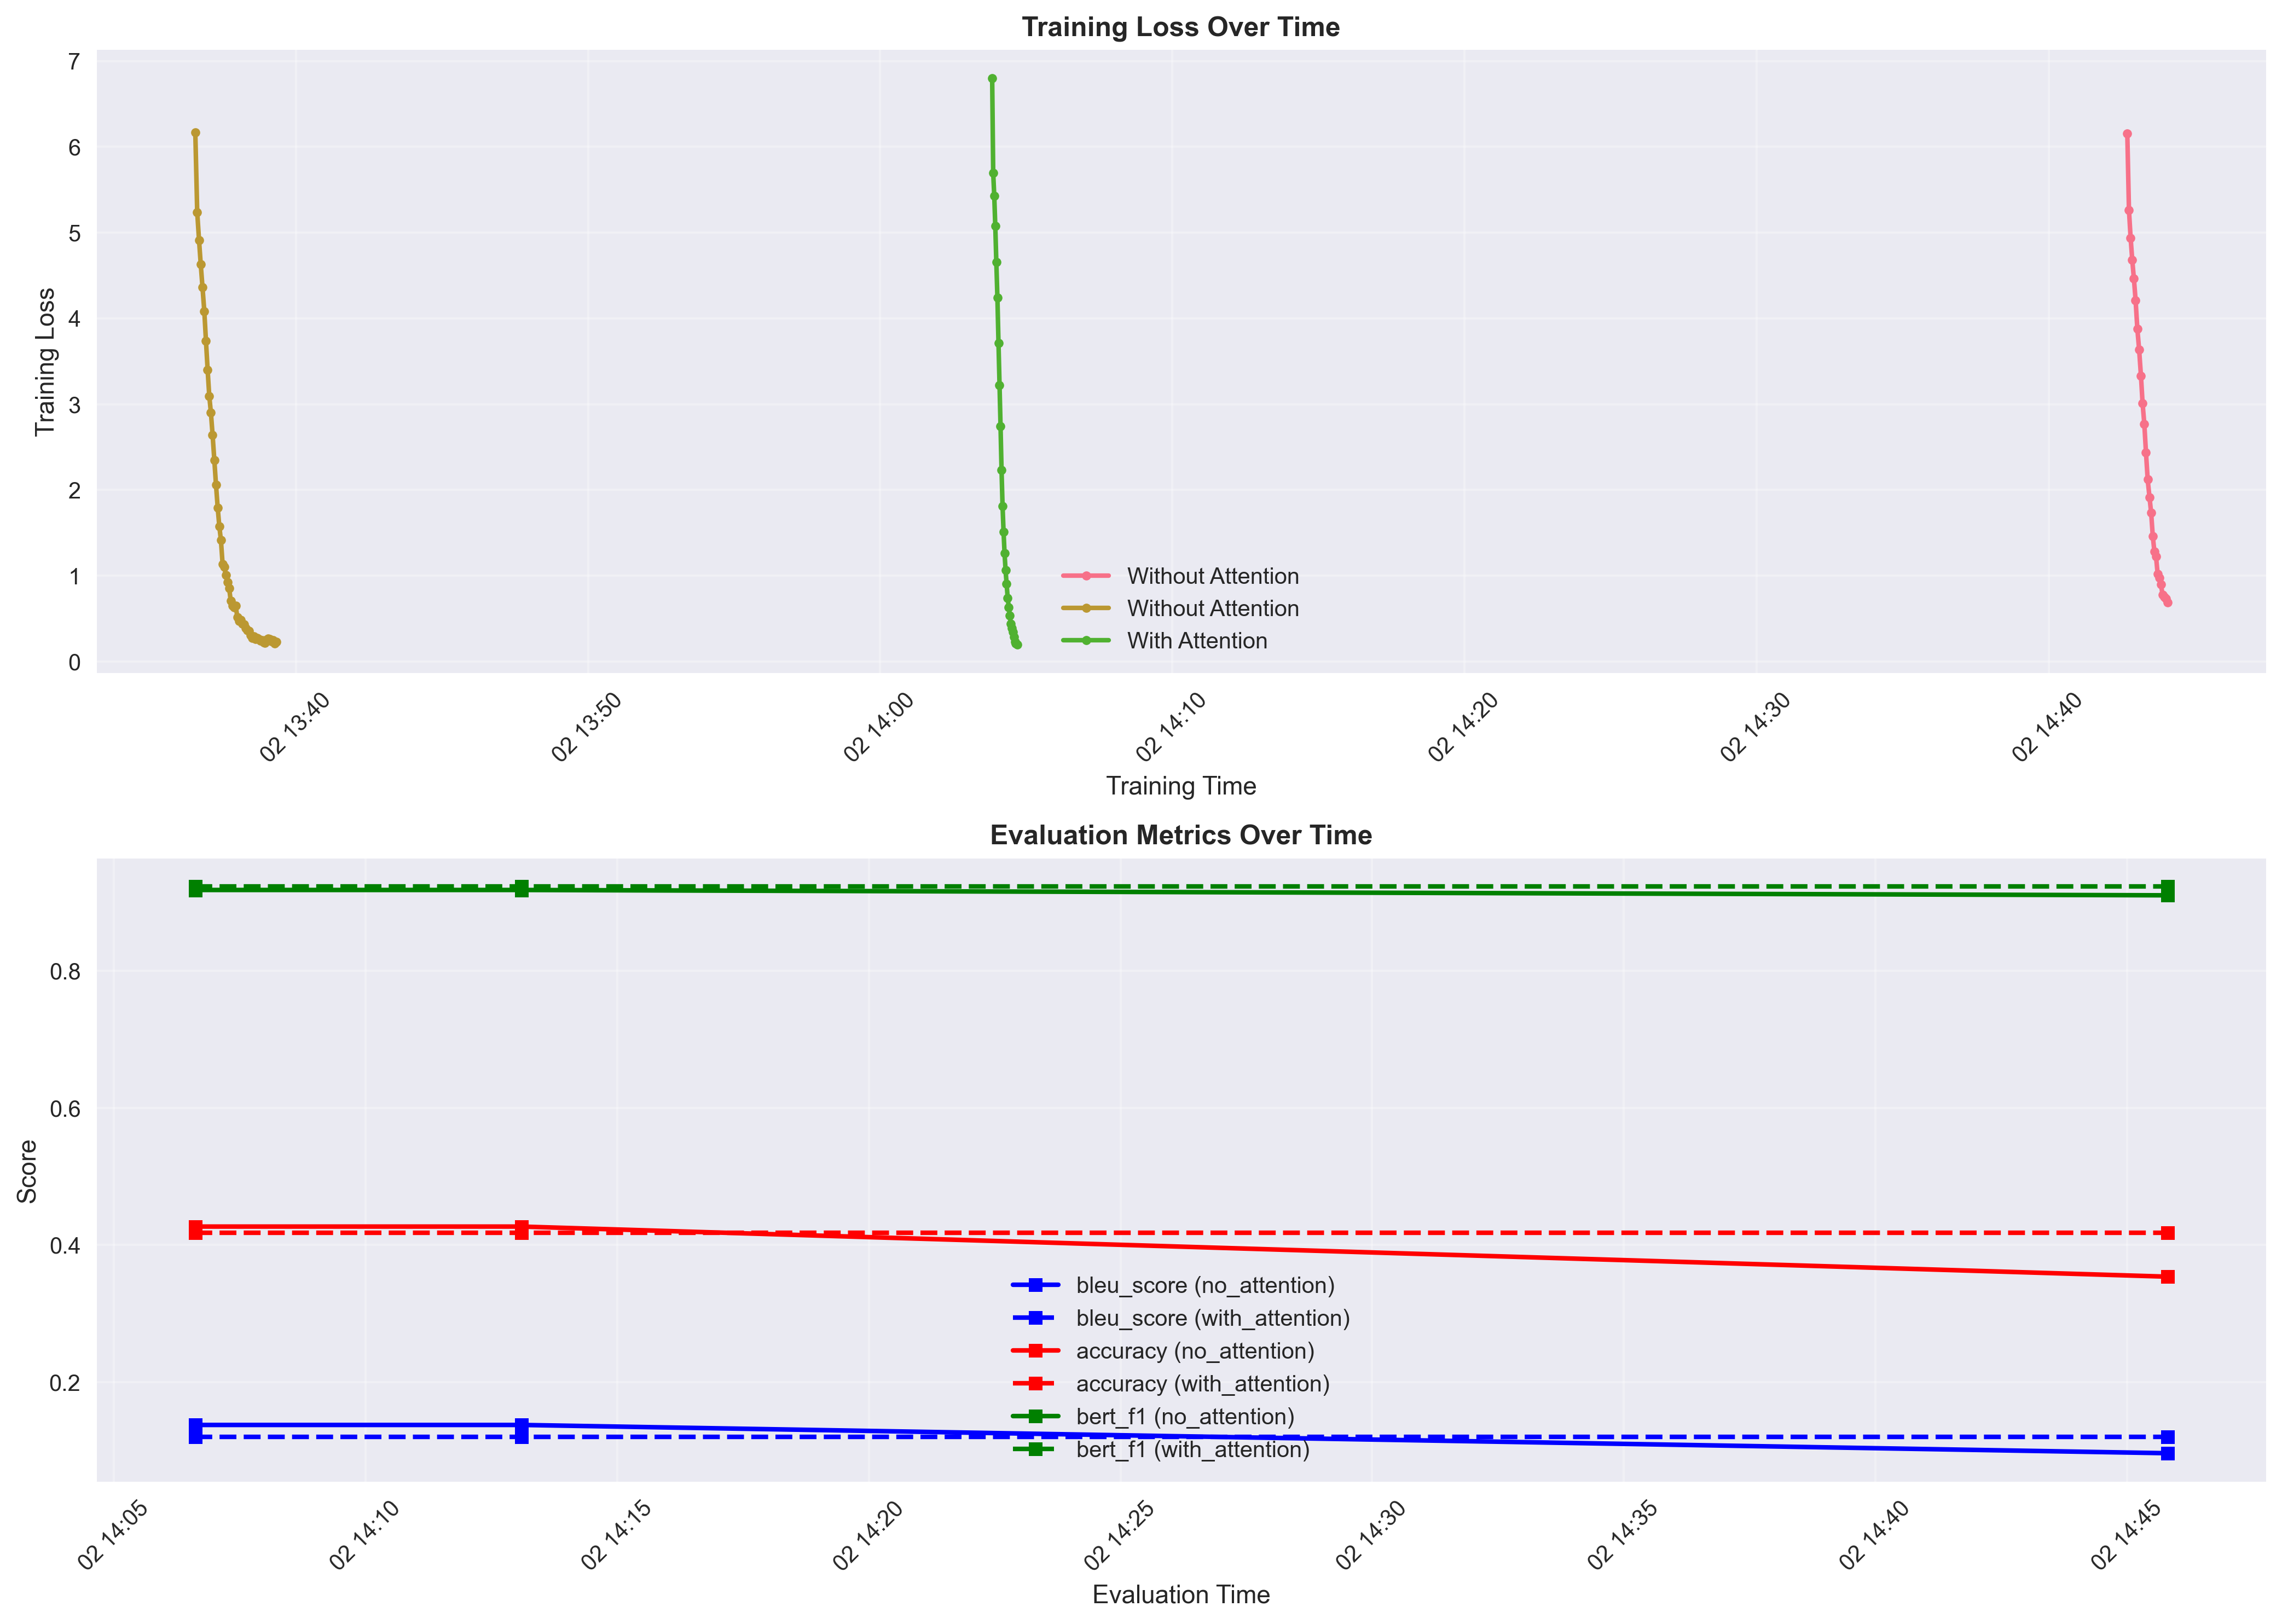 Training Loss Over Time
7
6
5
4
3
2
1
0
Training Loss
Without Attention
Without Attention
With Attention
02 13:40
02 13:50
02 14:00
02 14:10
02 14:20
02 14:30
02 14:40
Training Time
Evaluation Metrics Over Time
0.8
0.6
0.4
0.2
Score
bleu_score (no_attention)
bleu_score (with_attention)
accuracy (no_attention)
accuracy (with_attention)
bert_f1 (no_attention)
bert_f1 (with_attention)
02 14:05
02 14:10
02 14:15
02 14:20
02 14:25
02 14:30
02 14:35
02 14:40
02 14:45
Evaluation Time